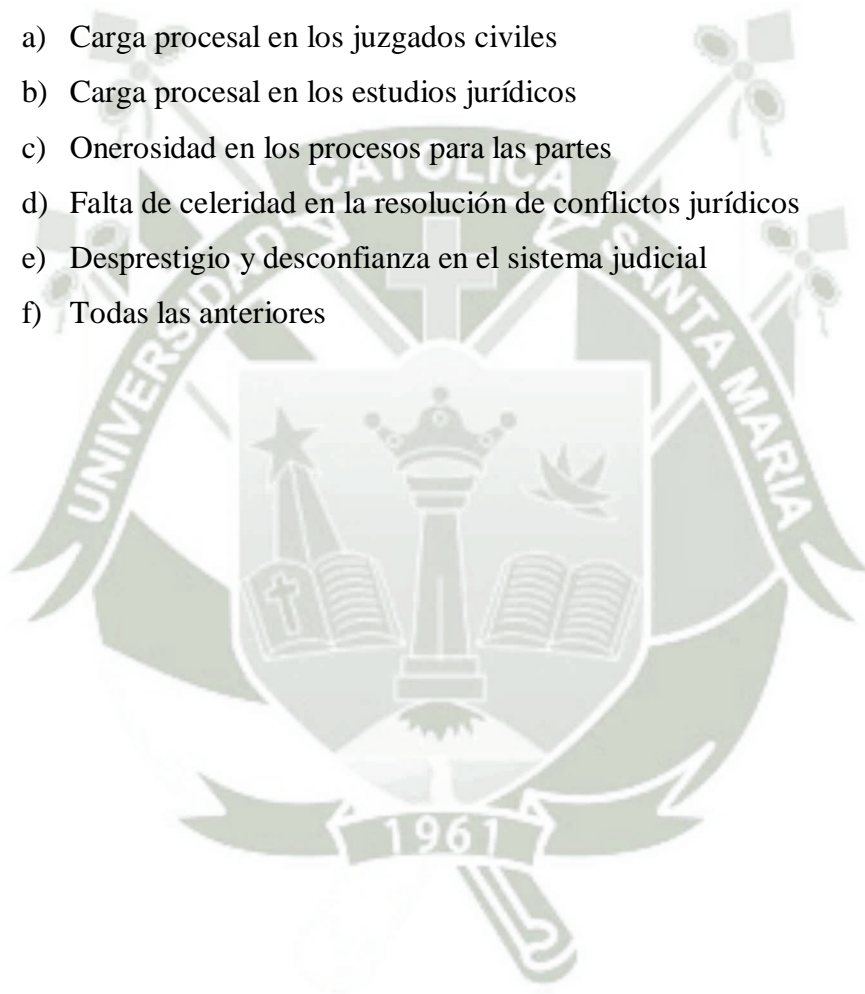 a) Carga procesal en los juzgados civiles
b) Carga procesal en los estudios jurídicos
c) Onerosidad en los procesos para las partes
d) Falta de celeridad en la resolución de conflictos jurídicos
e) Desprestigio y desconfianza en el sistema judicial
f) Todas las anteriores
UNIVERSIDAD CATOLICA SANTA MARIA
1961